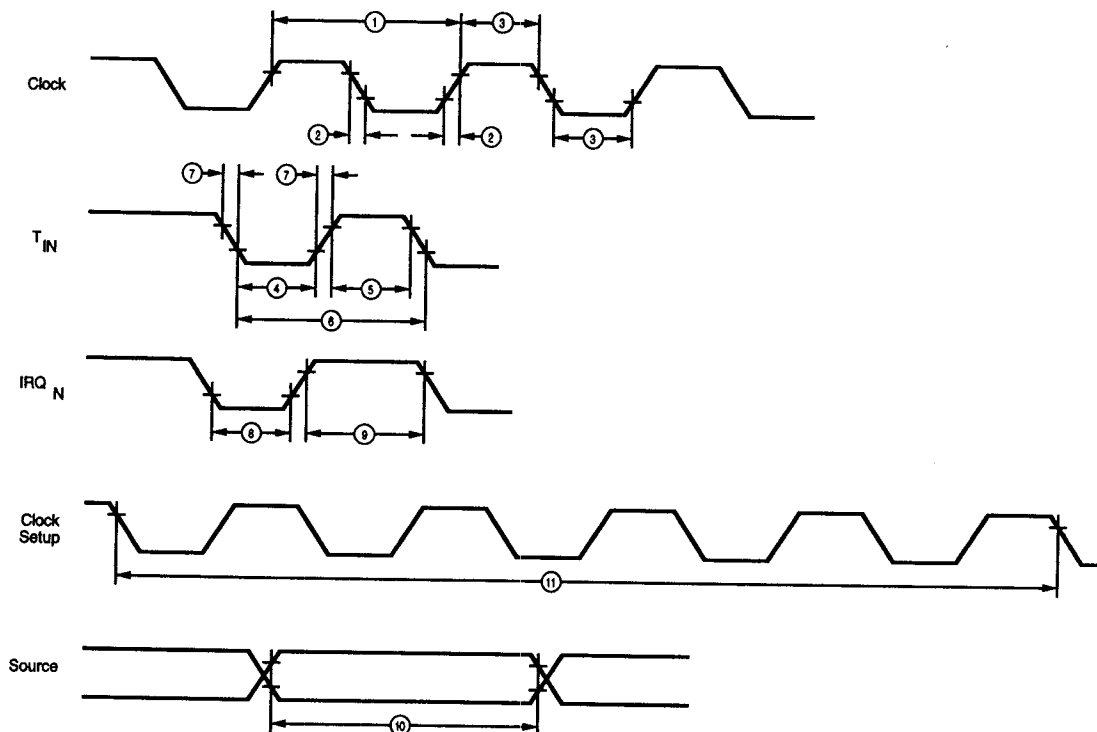 ① ③
Clock
② ② ③
⑦ ⑦
T IN
④ ⑤
⑥
IRQ N
⑧ ⑨
Clock
Setup
⑪
Source
⑩